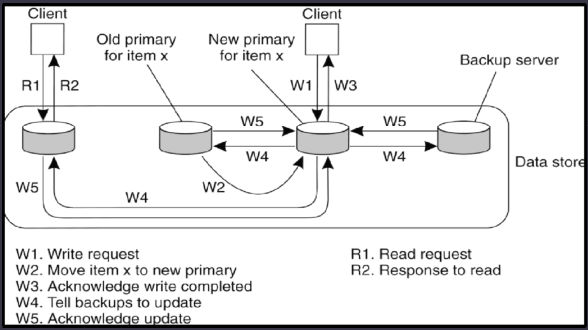 Client
Client
Old primary
for item x
New primary
for item x
Backup server
R1
R2
W1
W3
W5
W5
W4
W4
W2
Data store
W5
W4
W1. Write request
W2. Move item x to new primary
W3. Acknowledge write completed
W4. Tell backups to update
W5. Acknowledge update
R1. Read request
R2. Response to read